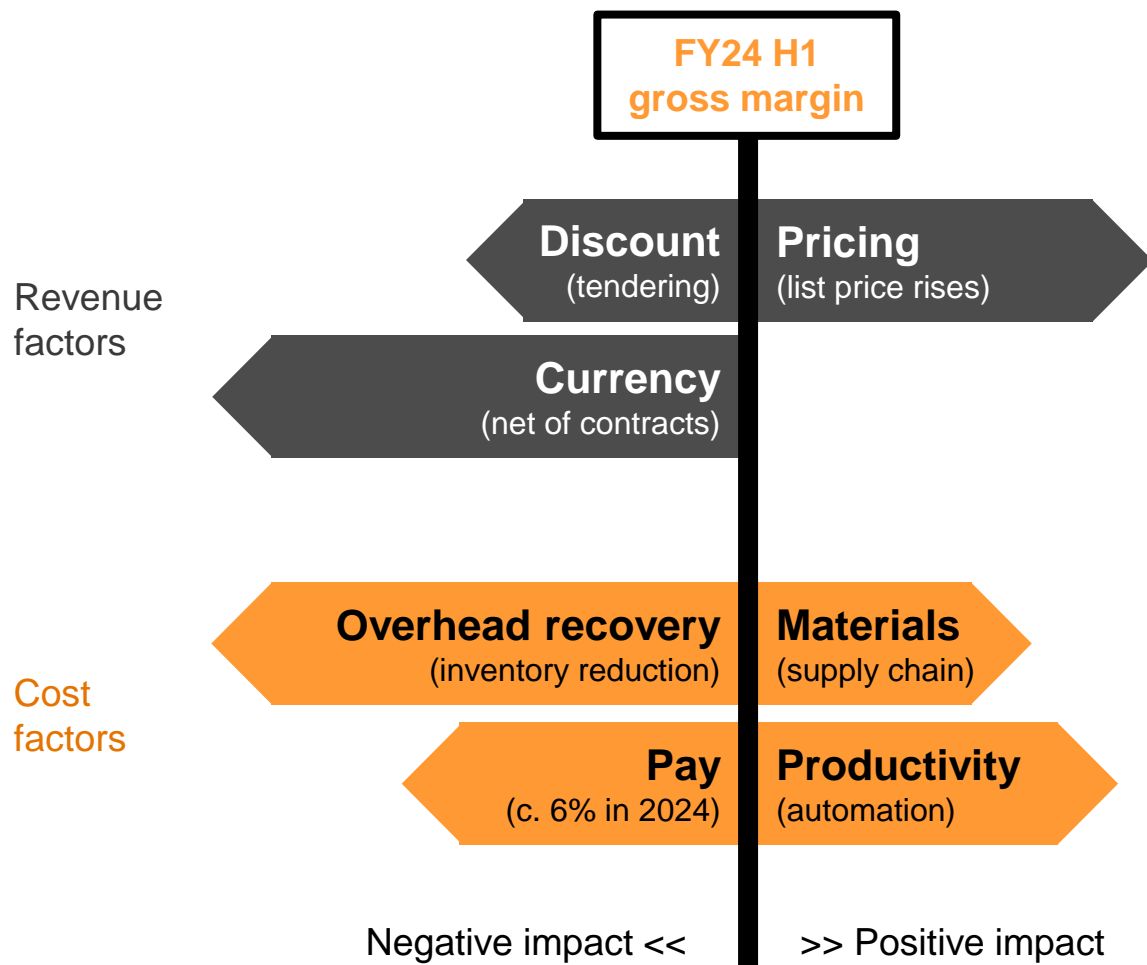 FY24 H1
gross margin
Revenue
factors
Discount
(tendering)
Pricing
(list price rises)
Currency
(net of contracts)
Cost
factors
Overhead recovery
(inventory reduction)
Materials
(supply chain)
Pay
(c. 6% in 2024)
Productivity
(automation)
Negative impact <<
>> Positive impact